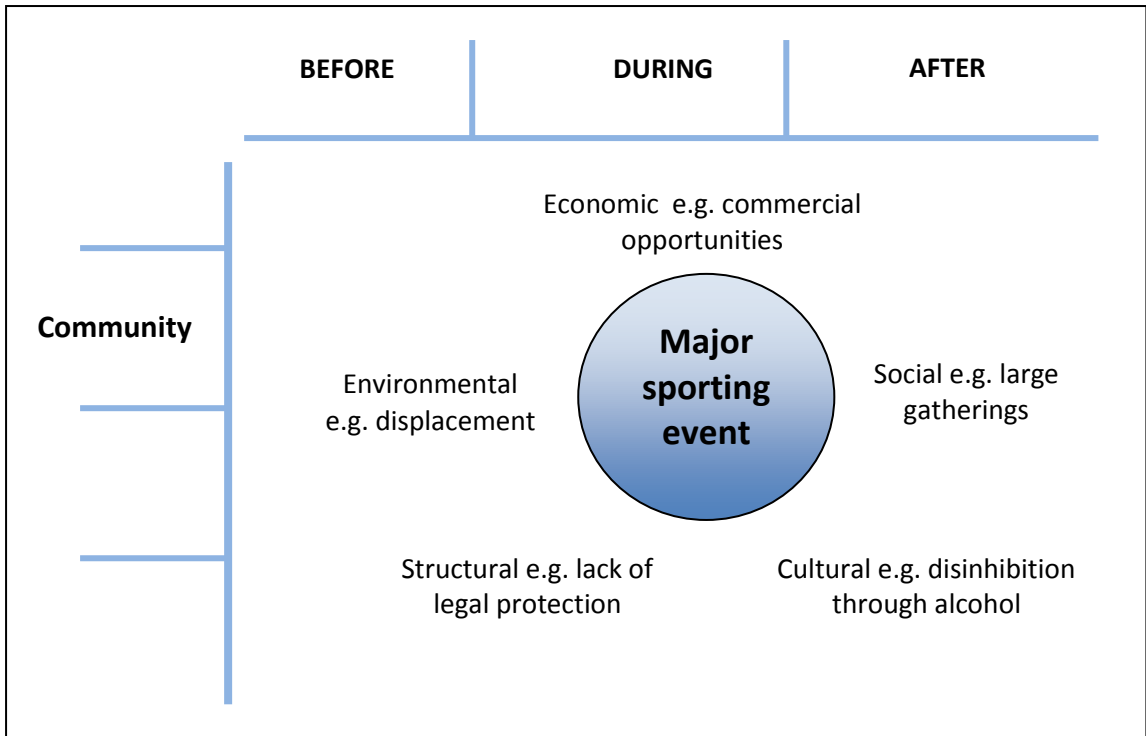 BEFORE DURING AFTER
Economic e.g. commercial
opportunities
Community
Major
sporting
event
Environmental
e.g. displacement
Social e.g. large
gatherings
Structural e.g. lack of
legal protection
Cultural e.g. disinhibition
through alcohol